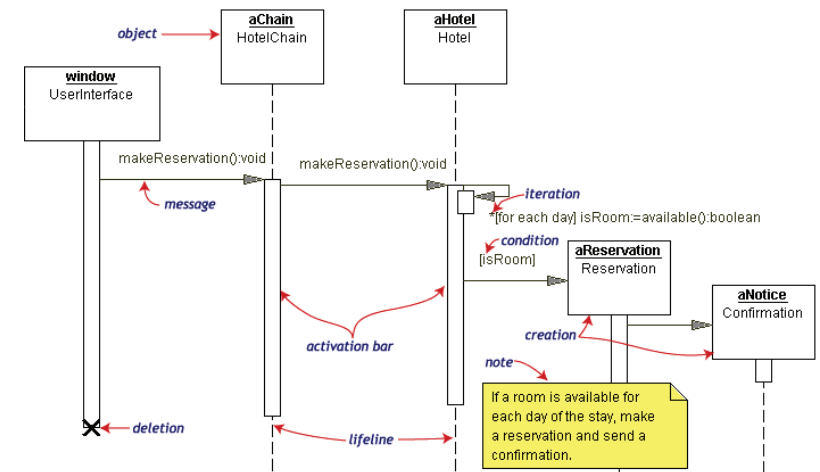 object
aChain
HotelChain
aHotel
Hotel
window
UserInterface
makeReservation():void
makeReservation():void
message
iteration
*[for each day] isRoom:=available():boolean
condition
[isRoom]
aReservation
Reservation
aNotice
Confirmation
activation bar
creation
note
If a room is available for
each day of the stay, make
a reservation and send a
confirmation.
deletion
lifeline